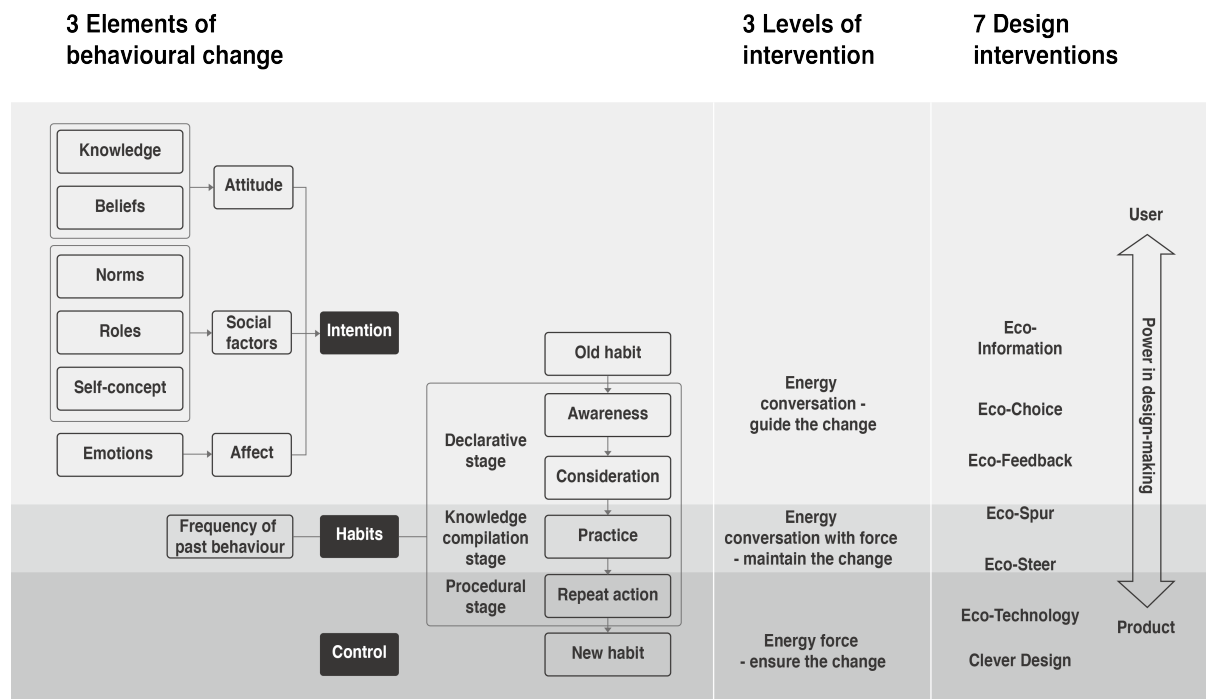 3 Elements of
behavioural change
3 Levels of
intervention
7 Design
interventions
Knowledge
Beliefs
Attitude
Norms
Roles
Self-concept
Social
factors
Emotions
Affect
Intention
Frequency of
past behaviour
Habits
Control
Old habit
Declarative
stage
Awareness
Consideration
Knowledge
compilation
stage
Practice
Procedural
stage
Repeat action
New habit
Energy
conversation -
guide the change
Energy
conversation with force
- maintain the change
Energy force
- ensure the change
Eco-
Information
Eco-Choice
Eco-Feedback
Eco-Spur
Eco-Steer
Eco-Technology
Clever Design
User
Power in design-making
Product